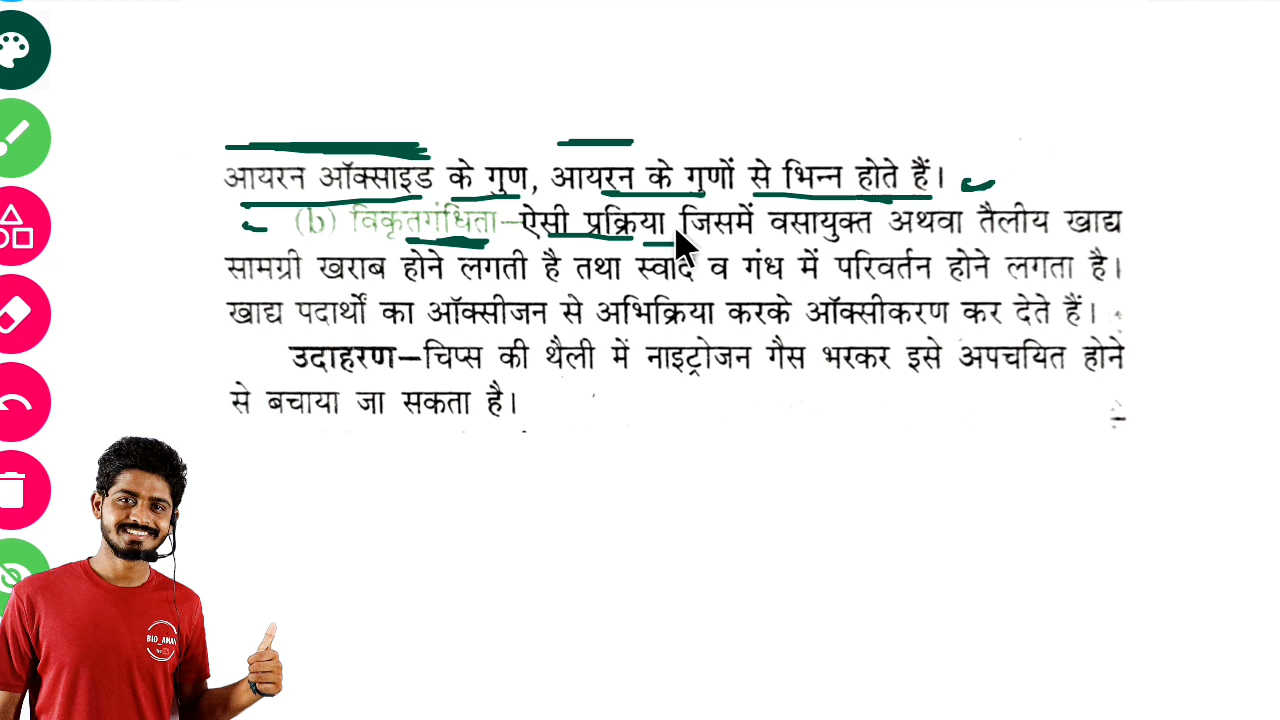 आयरन ऑक्साइड के गुण, आयरन के गुणों से भिन्न होते हैं।
(b) विकृतगंधिता–ऐसी प्रक्रिया जिसमें वसायुक्त अथवा तैलीय खाद्य
सामग्री खराब होने लगती है तथा स्वाद व गंध में परिवर्तन होने लगता है।
खाद्य पदार्थों का ऑक्सीजन से अभिक्रिया करके ऑक्सीकरण कर देते हैं।
उदाहरण–चिप्स की थैली में नाइट्रोजन गैस भरकर इसे अपचयित होने
से बचाया जा सकता है।
BIO_AMAN